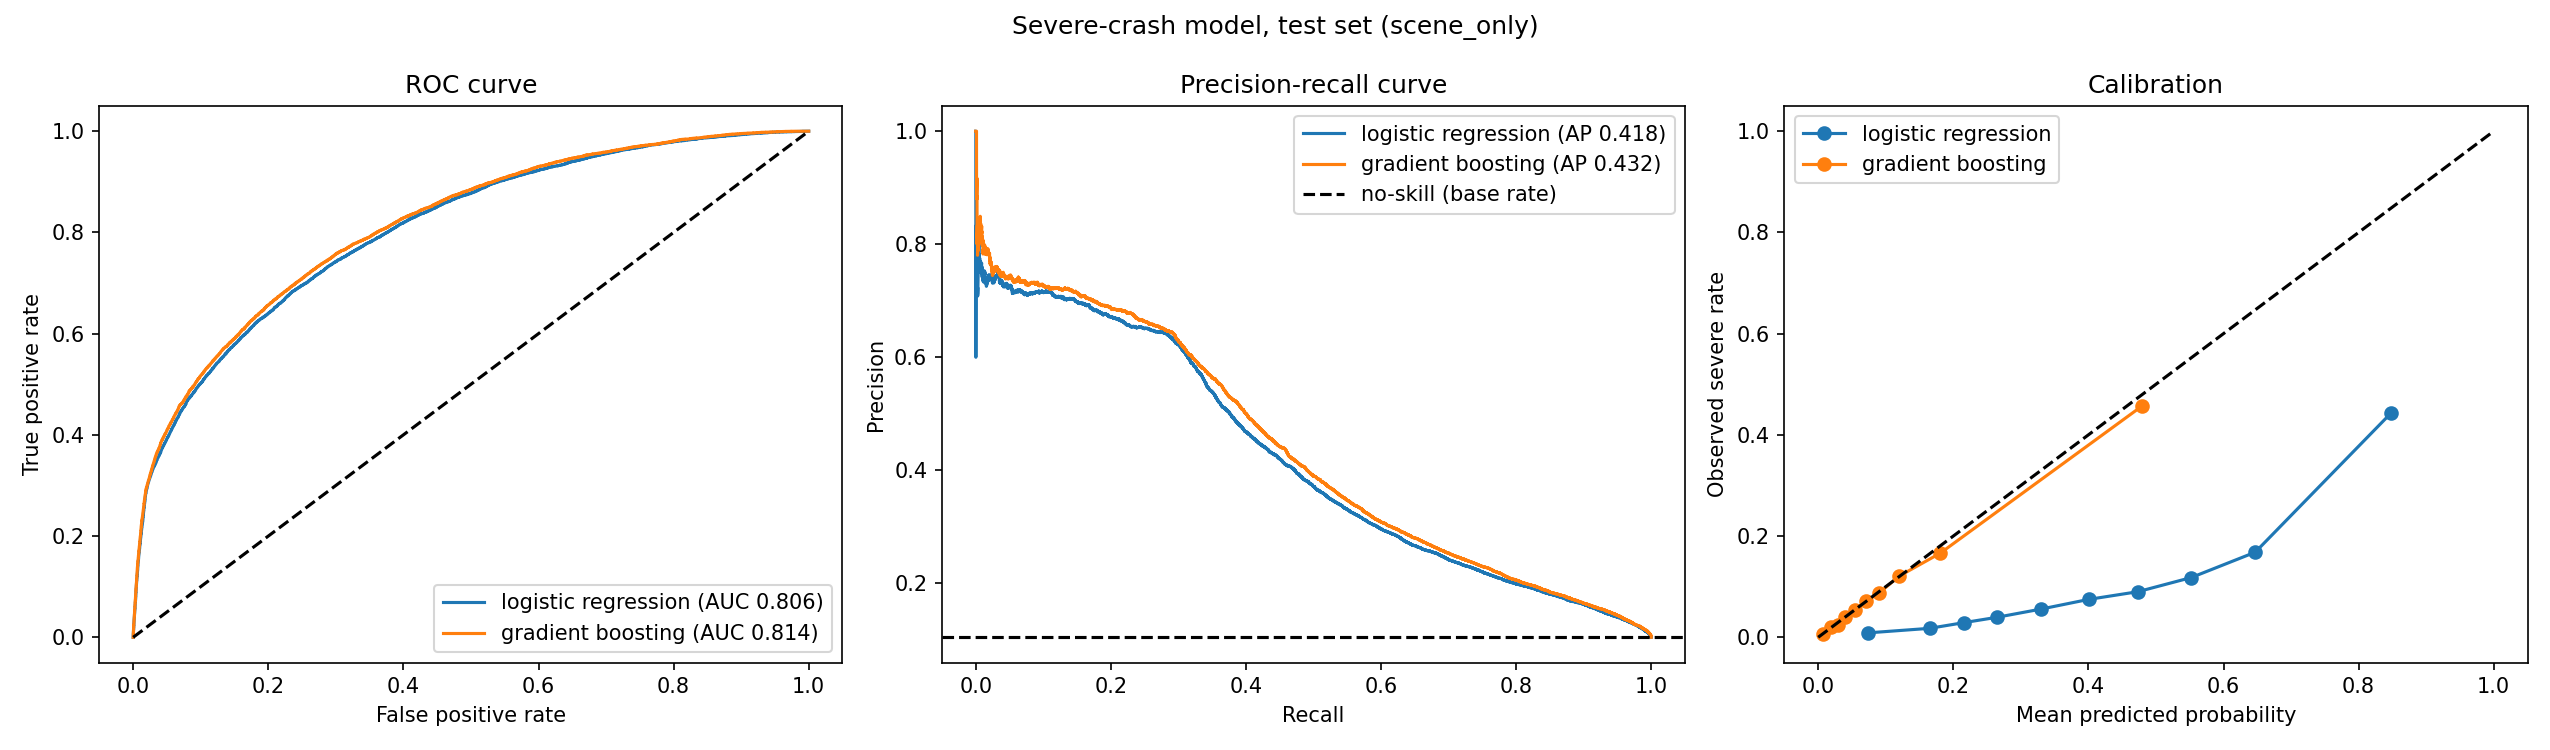 Severe-crash model, test set (scene_only)
ROC curve
True positive rate
1.0
0.8
0.6
0.4
0.2
0.0
logistic regression (AUC 0.806)
gradient boosting (AUC 0.814)
0.0 0.2 0.4 0.6 0.8 1.0
False positive rate
Precision-recall curve
Precision
1.0
0.8
0.6
0.4
0.2
logistic regression (AP 0.418)
gradient boosting (AP 0.432)
no-skill (base rate)
0.0 0.2 0.4 0.6 0.8 1.0
Recall
Calibration
Observed severe rate
1.0
0.8
0.6
0.4
0.2
0.0
logistic regression
gradient boosting
0.0 0.2 0.4 0.6 0.8 1.0
Mean predicted probability